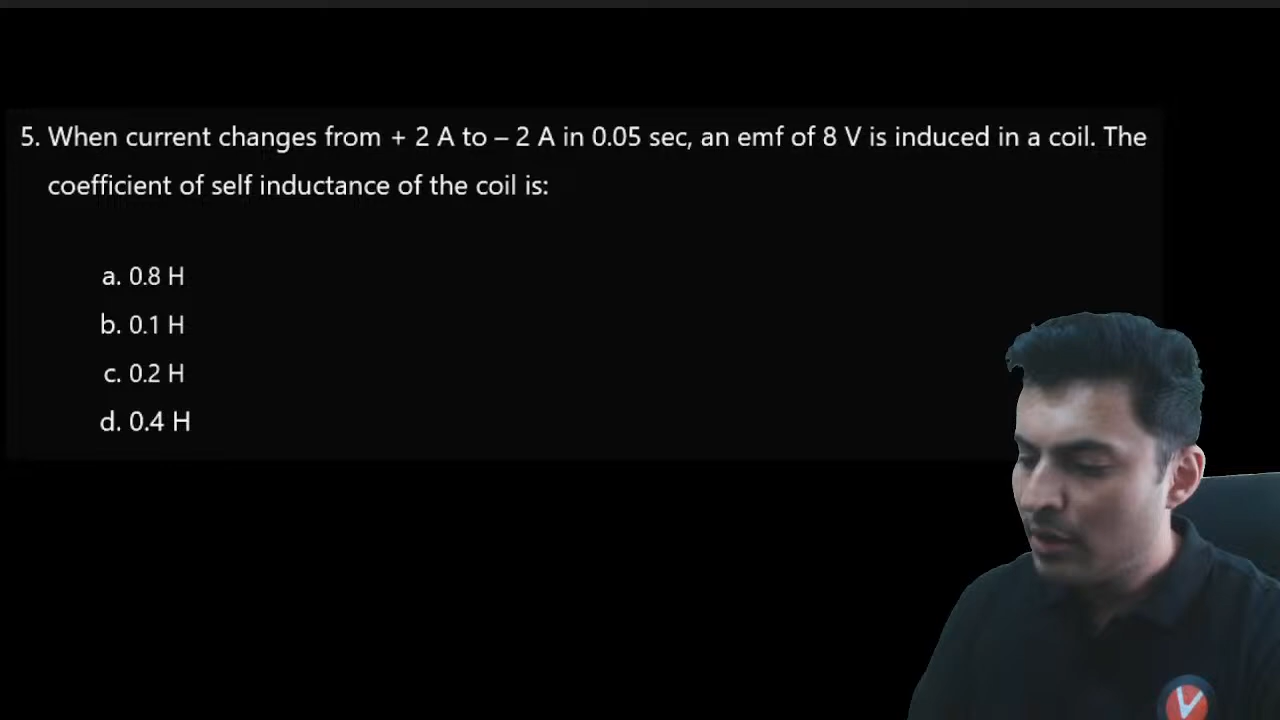 5. When current changes from + 2 A to – 2 A in 0.05 sec, an emf of 8 V is induced in a coil. The
coefficient of self inductance of the coil is:
a. 0.8 H
b. 0.1 H
c. 0.2 H
d. 0.4 H